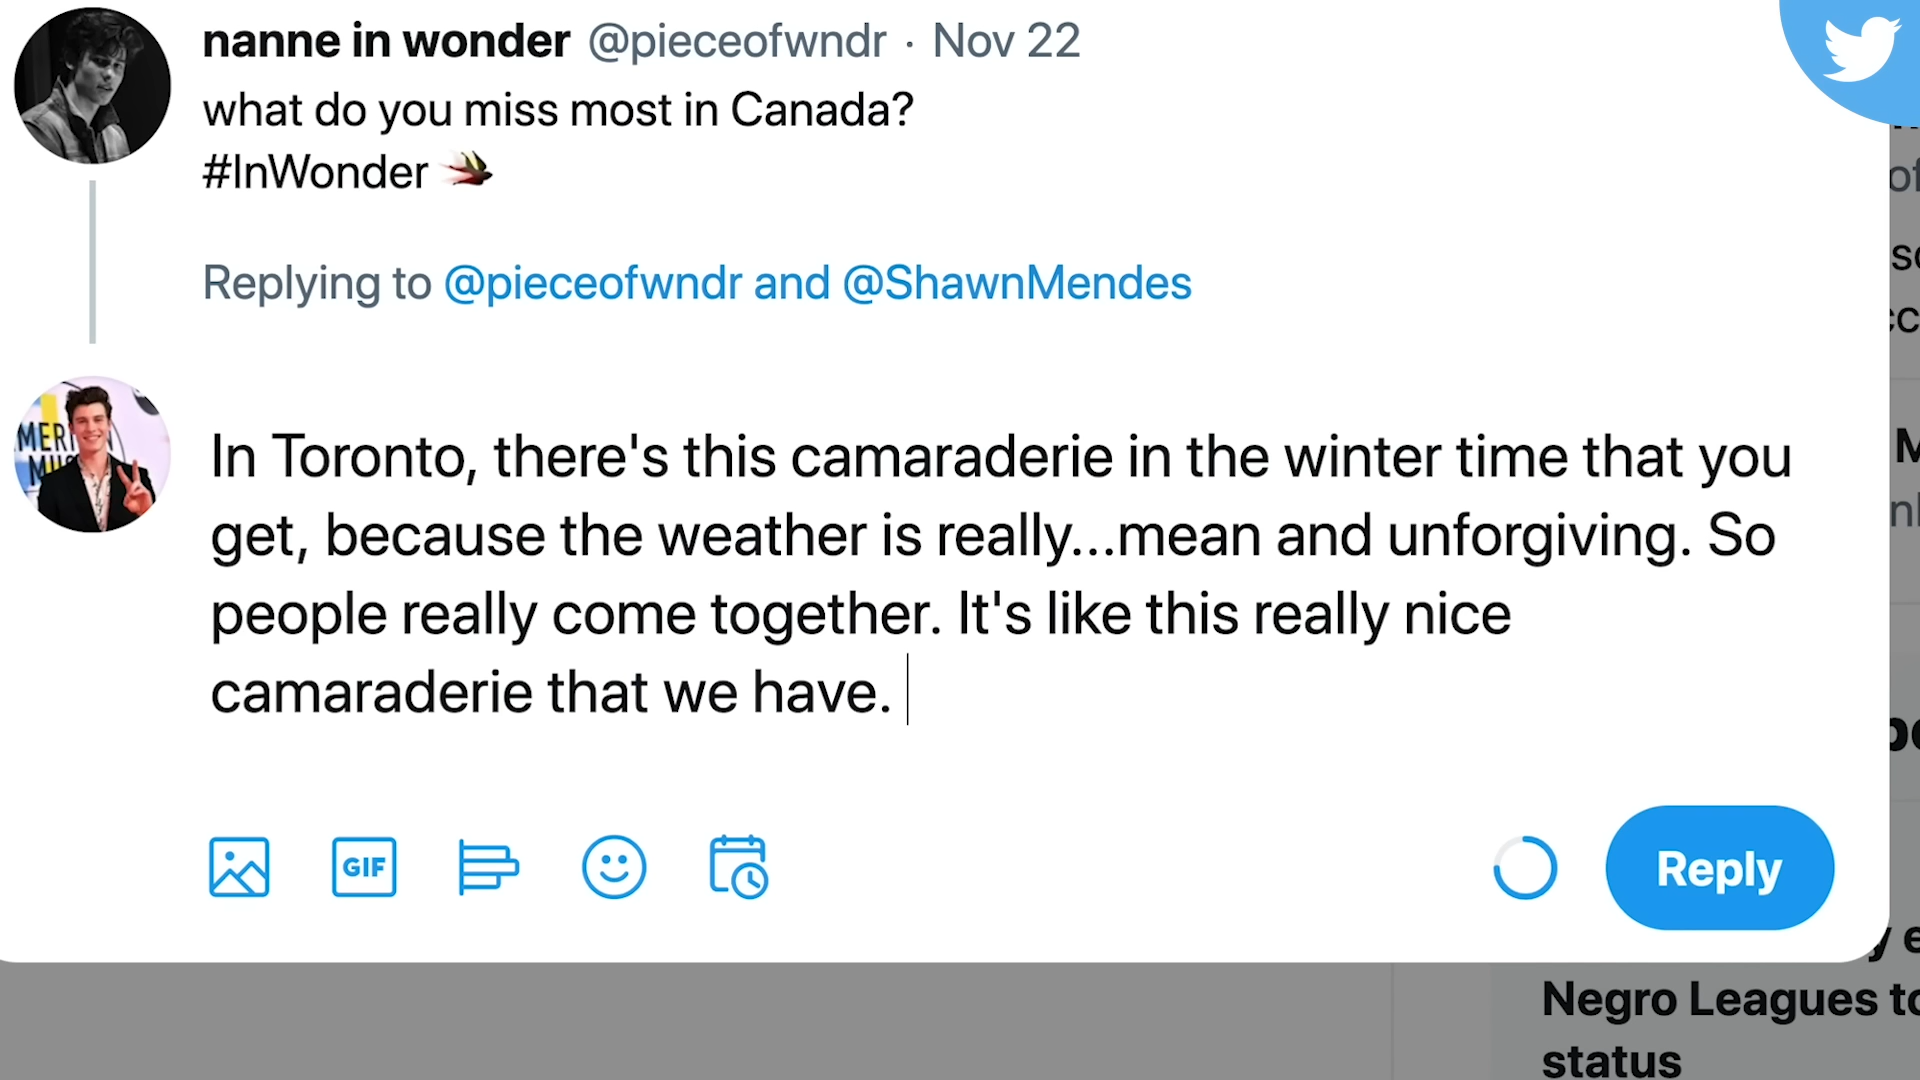 nanne in wonder @pieceofwndr · Nov 22
what do you miss most in Canada?
#InWonder
Replying to @pieceofwndr and @ShawnMendes
In Toronto, there's this camaraderie in the winter time that you
get, because the weather is really...mean and unforgiving. So
people really come together. It's like this really nice
camaraderie that we have.
GIF
Reply
Negro Leagues to
status